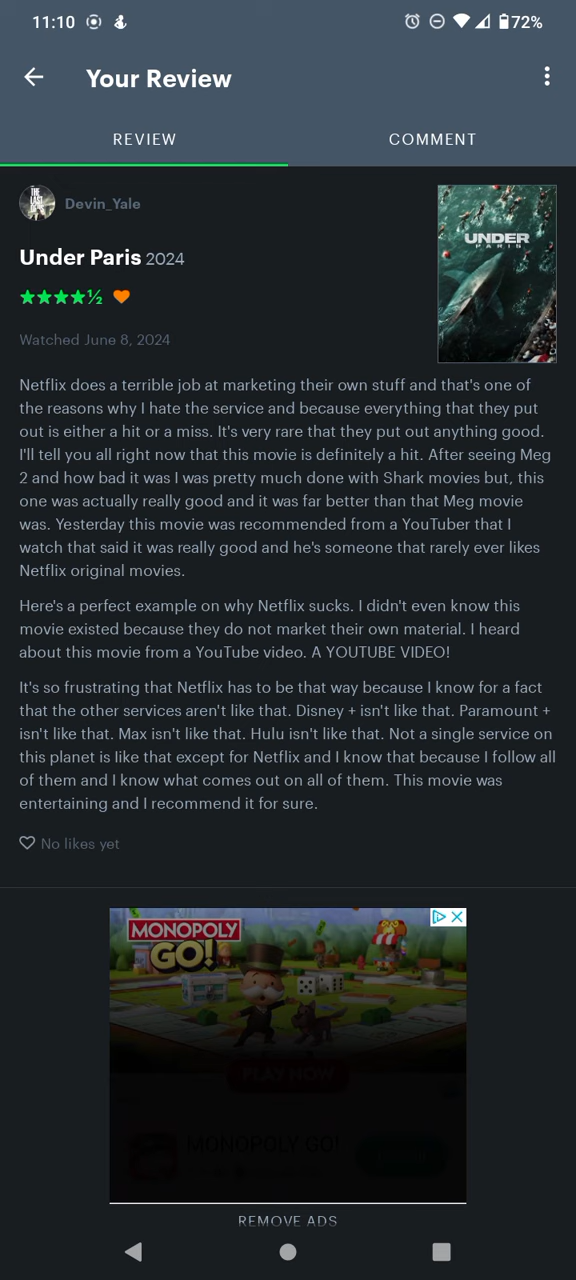 11:10
72%
Your Review
REVIEW
COMMENT
Devin_Yale
Under Paris 2024
★★★★½
Watched June 8, 2024
UNDER
PARIS
Netflix does a terrible job at marketing their own stuff and that's one of
the reasons why I hate the service and because everything that they put
out is either a hit or a miss. It's very rare that they put out anything good.
I'll tell you all right now that this movie is definitely a hit. After seeing Meg
2 and how bad it was I was pretty much done with Shark movies but, this
one was actually really good and it was far better than that Meg movie
was. Yesterday this movie was recommended from a YouTuber that I
watch that said it was really good and he's someone that rarely ever likes
Netflix original movies.
Here's a perfect example on why Netflix sucks. I didn't even know this
movie existed because they do not market their own material. I heard
about this movie from a YouTube video. A YOUTUBE VIDEO!
It's so frustrating that Netflix has to be that way because I know for a fact
that the other services aren't like that. Disney + isn't like that. Paramount +
isn't like that. Max isn't like that. Hulu isn't like that. Not a single service on
this planet is like that except for Netflix and I know that because I follow all
of them and I know what comes out on all of them. This movie was
entertaining and I recommend it for sure.
No likes yet
MONOPOLY
GO!
PLAY NOW
MONOPOLY GO!
REMOVE ADS